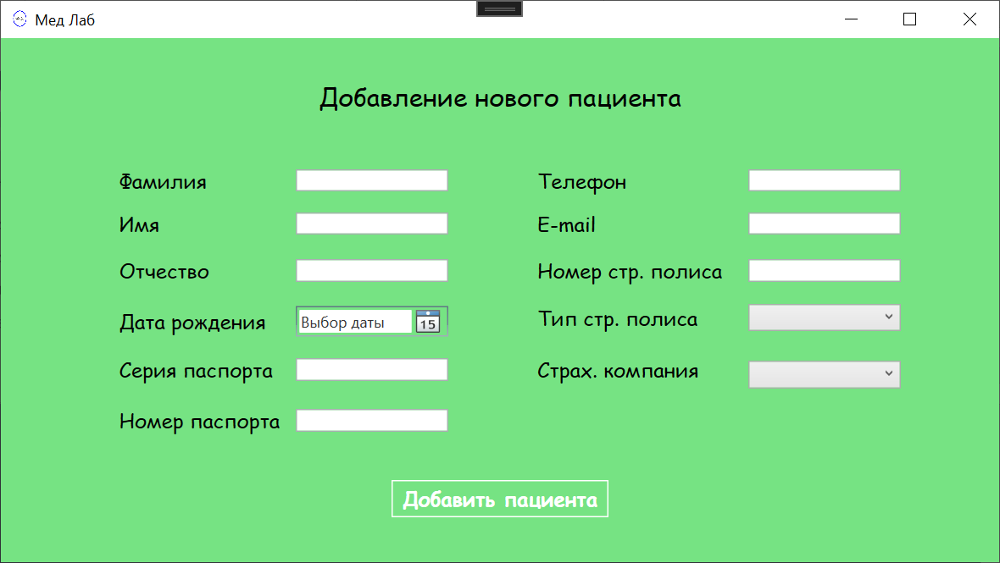 Мед Лаб
Добавление нового пациента
Фамилия
Имя
Отчество
Дата рождения
Выбор даты
15
Серия паспорта
Номер паспорта
Телефон
E-mail
Номер стр. полиса
Тип стр. полиса
Страх. компания
Добавить пациента